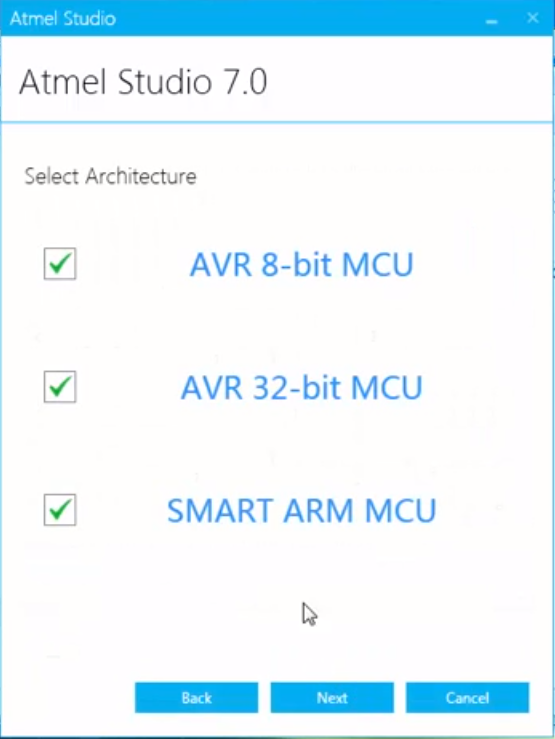 Atmel Studio
Atmel Studio 7.0
Select Architecture
AVR 8-bit MCU
AVR 32-bit MCU
SMART ARM MCU
Back Next Cancel